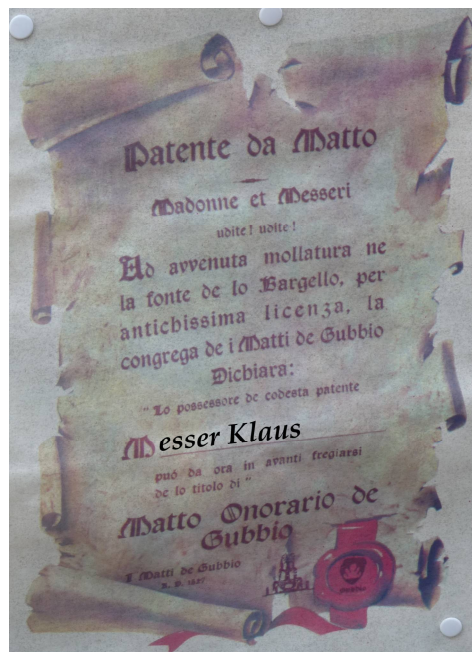 Patente da Matto
Madonne et Messeri
udite! udite!
Ad avvenuta mollatura ne
la fonte de lo Bargello, per
antichissima licenza, la
congrega de i Matti de Gubbio
Dichiara:
“ Lo possessore de codesta patente
Messer Klaus
può da ora in avanti fregiarsi
de lo titolo di “
Matto Onorario de
Gubbio
I Matti de Gubbio